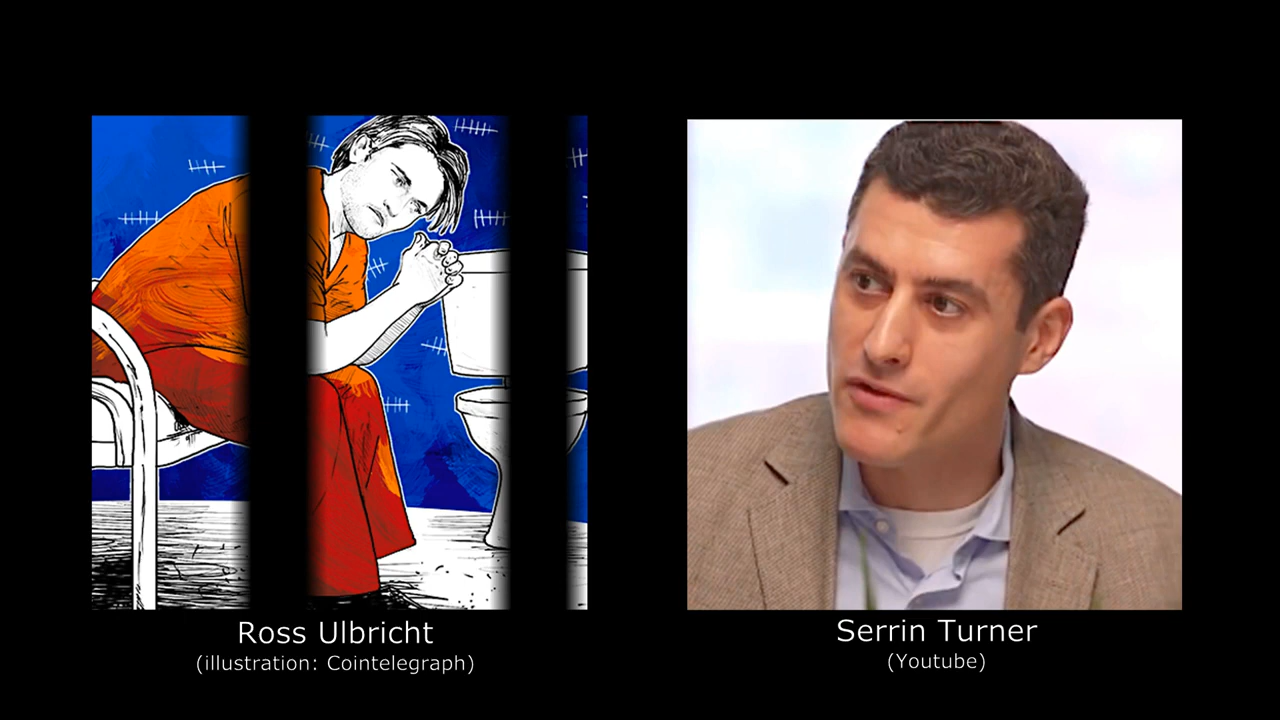 Ross Ulbricht
(illustration: Cointelegraph)
Serrin Turner
(Youtube)